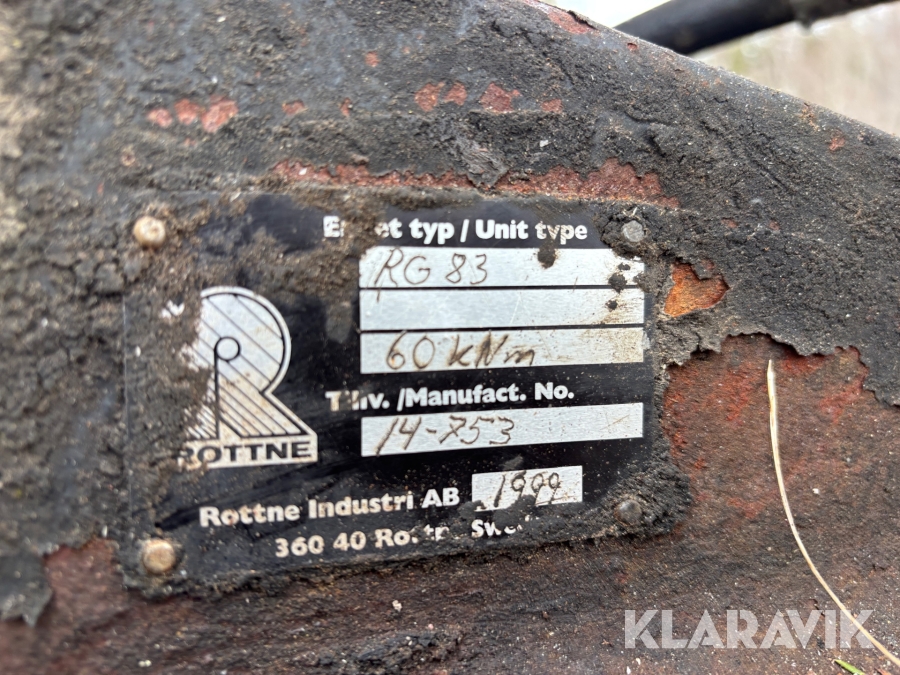 typ / Unit type
RG 83
60 kNm
/Manufact. No.
14-753
ROTTNE
Rottne Industri AB 1999
360 40
KLARAVIK